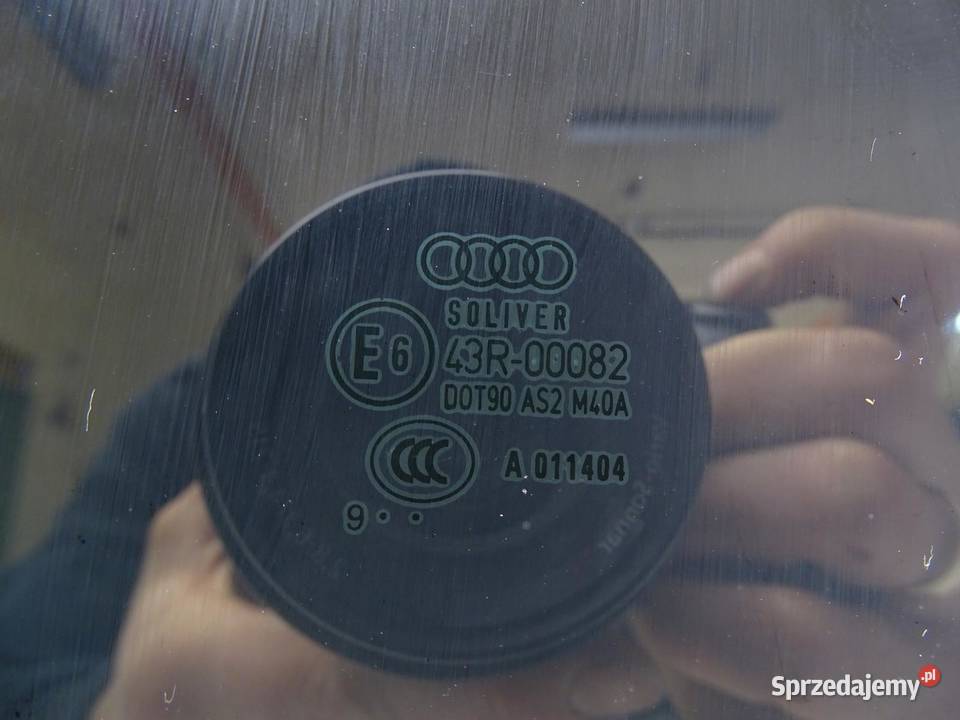 SOLIVER
E6 43R-00082
DOT90 AS2 M40A
CCC A 011404
9••
Sprzedajemy.pl